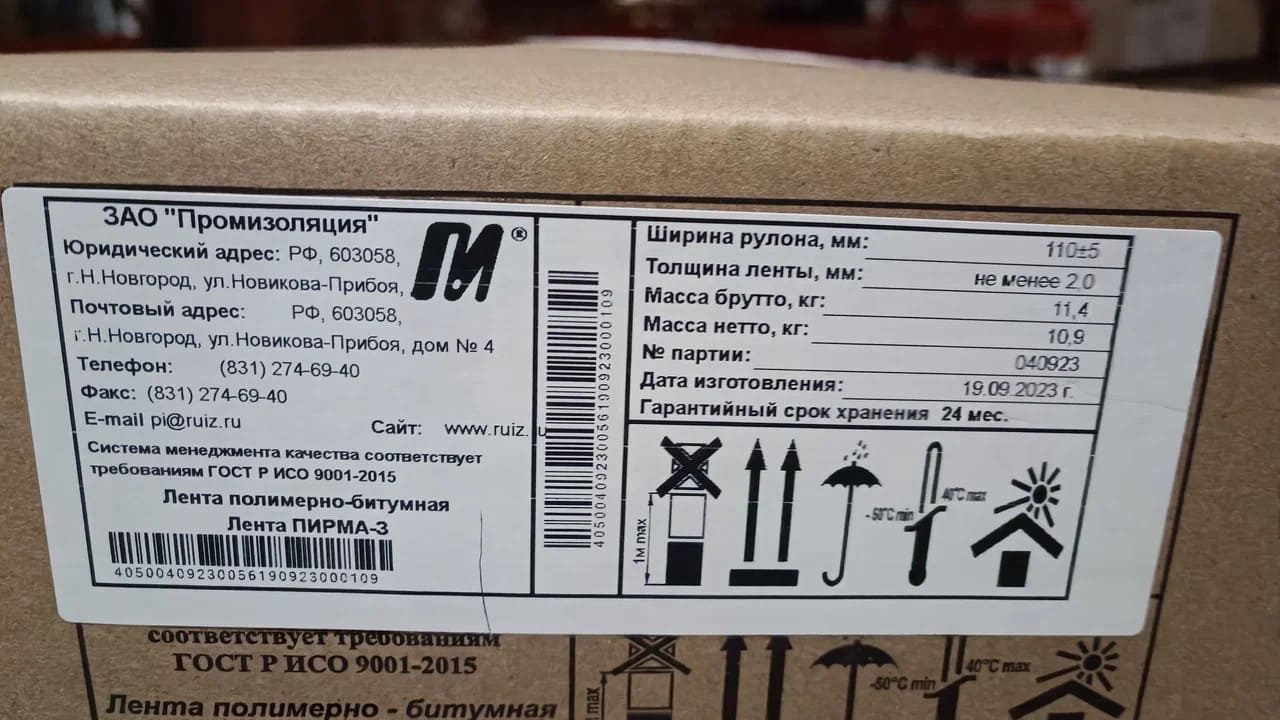 ЗАО "Промизоляция"
Юридический адрес: РФ, 603058,
г.Н.Новгород, ул.Новикова-Прибоя,
Почтовый адрес: РФ, 603058,
г.Н.Новгород, ул.Новикова-Прибоя, дом № 4
Телефон: (831) 274-69-40
Факс: (831) 274-69-40
E-mail pi@ruiz.ru
Сайт: www.ruiz.ru
Система менеджмента качества соответствует
требованиям ГОСТ Р ИСО 9001-2015
Лента полимерно-битумная
Лента ПИРМА-3
40500409230056190923000109
ПИ ®
40500409230056190923000109
Ширина рулона, мм: 110±5
Толщина ленты, мм: не менее 2.0
Масса брутто, кг: 11,4
Масса нетто, кг: 10,9
№ партии: 040923
Дата изготовления: 19.09.2023 г.
Гарантийный срок хранения 24 мес.
1м max
-50°C min
40°C max
соответствует требованиям
ГОСТ Р ИСО 9001-2015
Лента полимерно - битумная
max
-50°C min
40°C max